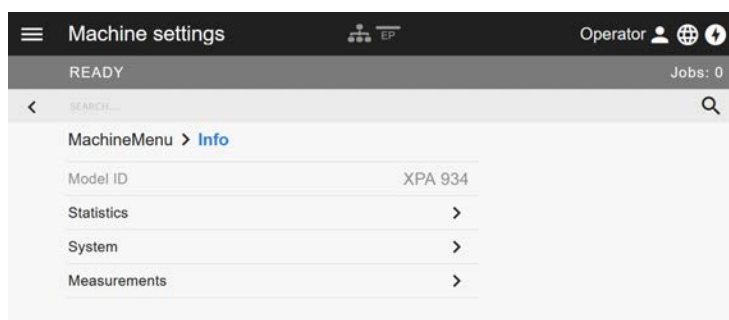 Machine settings EP Operator
READY Jobs: 0
SEARCH...
MachineMenu > Info
Model ID XPA 934
Statistics
System
Measurements